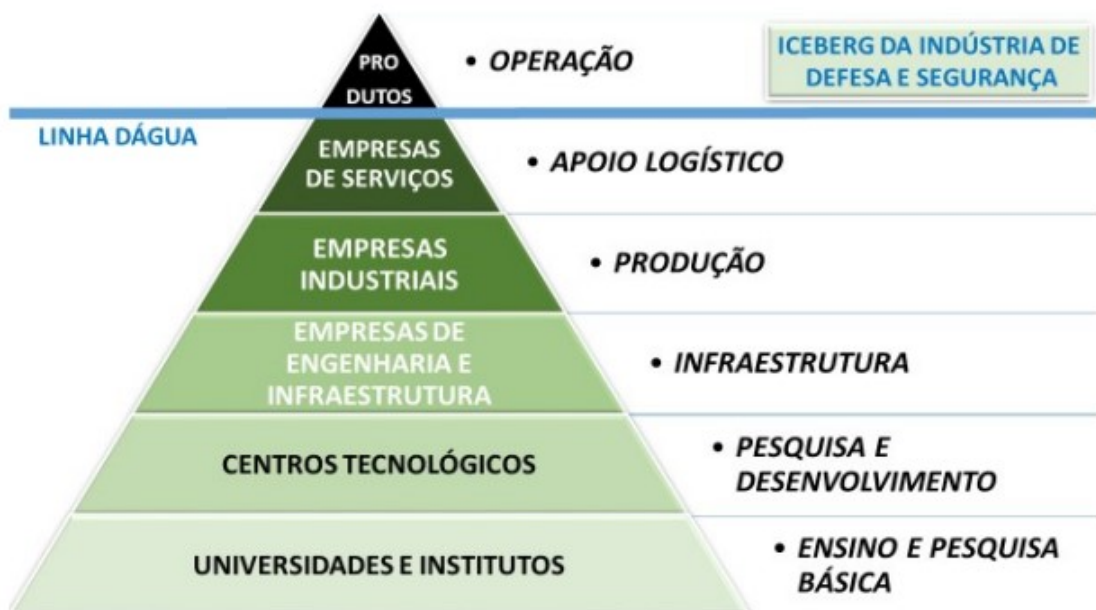 PRO
DUTOS
• OPERAÇÃO
ICEBERG DA INDÚSTRIA DE
DEFESA E SEGURANÇA
LINHA DÁGUA
EMPRESAS
DE SERVIÇOS
• APOIO LOGÍSTICO
EMPRESAS
INDUSTRIAIS
• PRODUÇÃO
EMPRESAS DE
ENGENHARIA E
INFRAESTRUTURA
• INFRAESTRUTURA
CENTROS TECNOLÓGICOS
• PESQUISA E
DESENVOLVIMENTO
UNIVERSIDADES E INSTITUTOS
• ENSINO E PESQUISA
BÁSICA